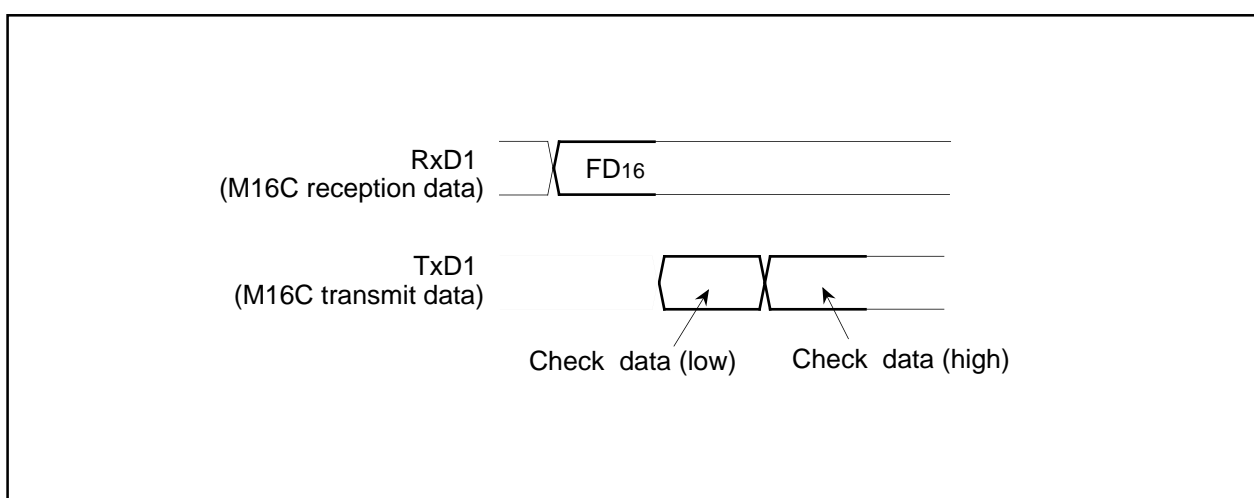 RxD1
(M16C reception data)
FD16
TxD1
(M16C transmit data)
Check data (low)
Check data (high)